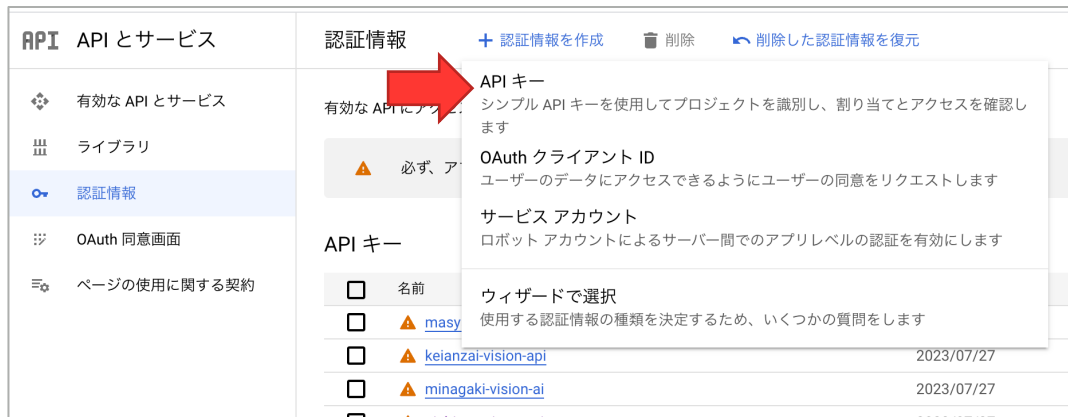 API APIとサービス
認証情報
+ 認証情報を作成
削除
削除した認証情報を復元
有効な API とサービス
ライブラリ
認証情報
OAuth 同意画面
ページの使用に関する契約
有効な API にアクセス
必ず、ア
API キー
シンプル API キーを使用してプロジェクトを識別し、割り当てとアクセスを確認し
ます
OAuth クライアント ID
ユーザーのデータにアクセスできるようにユーザーの同意をリクエストします
サービス アカウント
ロボット アカウントによるサーバー間でのアプリレベルの認証を有効にします
ウィザードで選択
使用する認証情報の種類を決定するため、いくつかの質問をします
API キー
名前
masy
keianzai-vision-api 2023/07/27
minagaki-vision-ai 2023/07/27